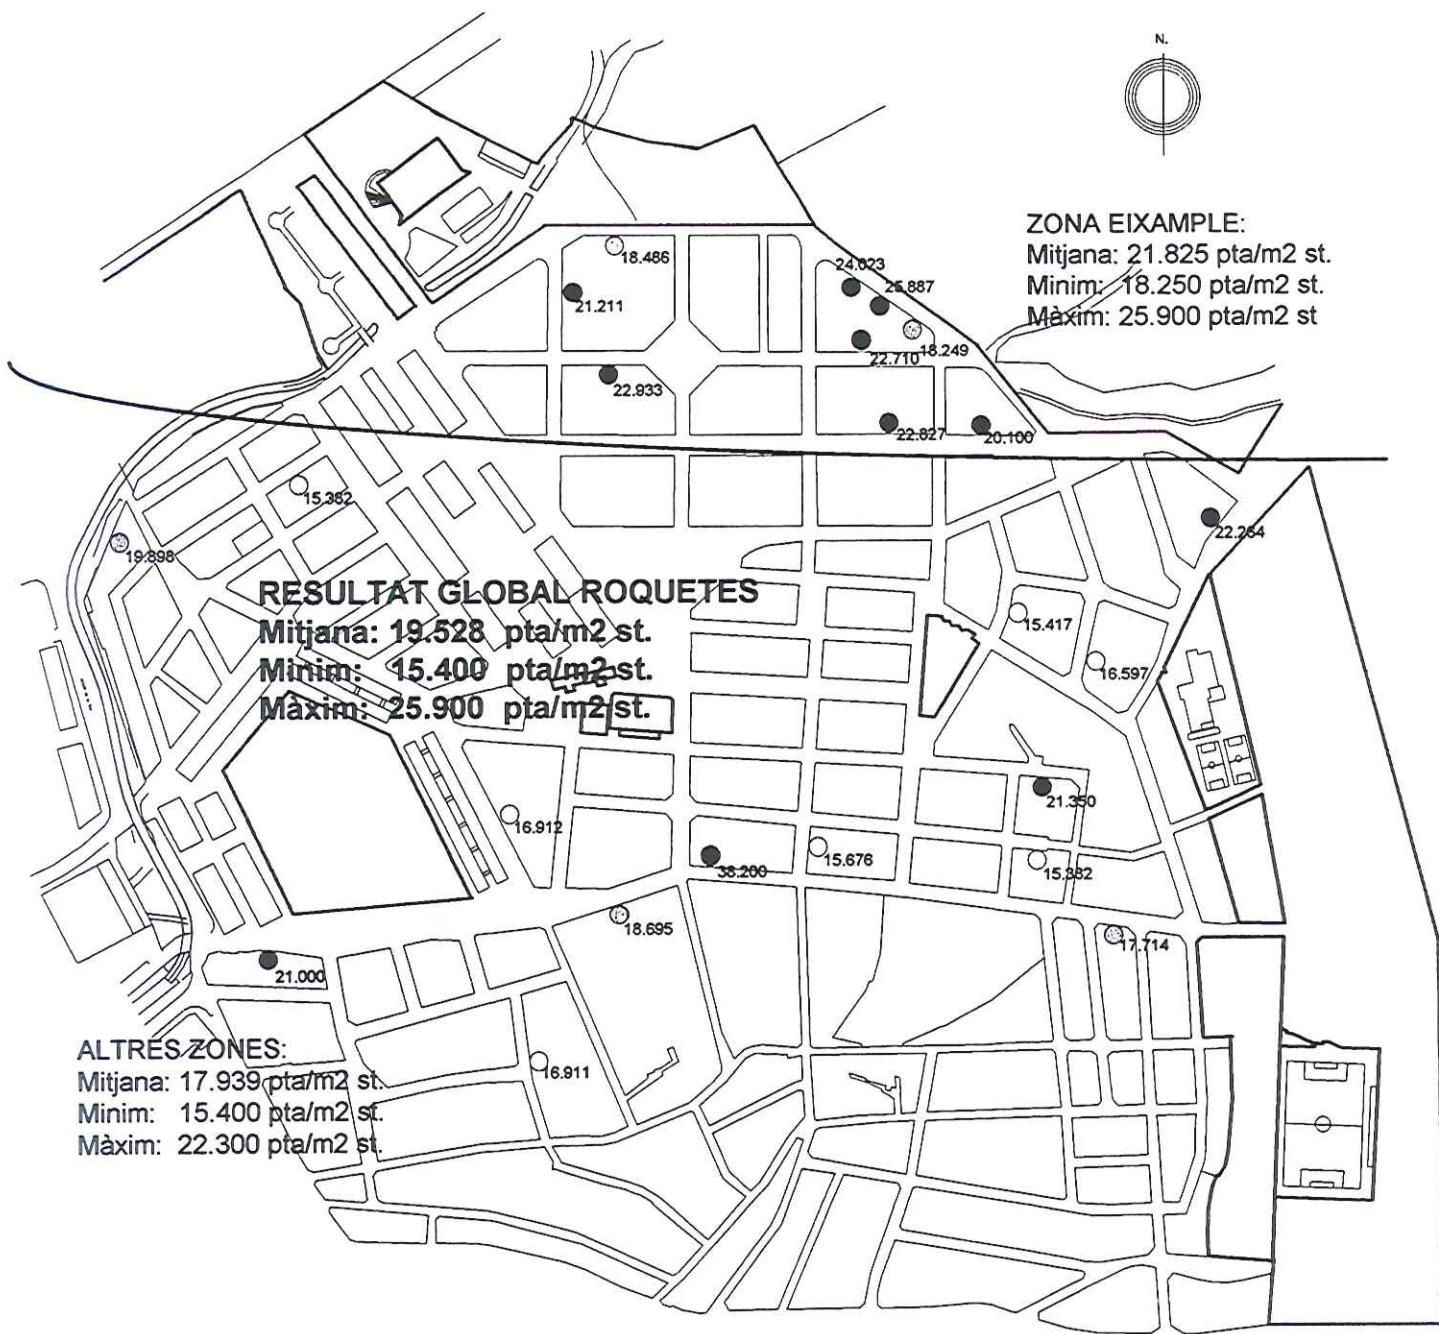 N.
ZONA EIXAMPLE:
Mitjana: 21.825 pta/m2 st.
Minim: 18.250 pta/m2 st.
Màxim: 25.900 pta/m2 st
18.486
24.023
25.887
21.211
18.249
22.710
22.933
22.827
20.100
15.382
22.264
19.898
RESULTAT GLOBAL ROQUETES
Mitjana: 19.528 pta/m2 st.
Minim: 15.400 pta/m2 st.
Màxim: 25.900 pta/m2 st.
15.417
16.597
21.350
16.912
15.676
38.200
15.382
18.695
17.714
21.000
ALTRES ZONES:
Mitjana: 17.939 pta/m2 st.
Minim: 15.400 pta/m2 st.
Màxim: 22.300 pta/m2 st.
16.911